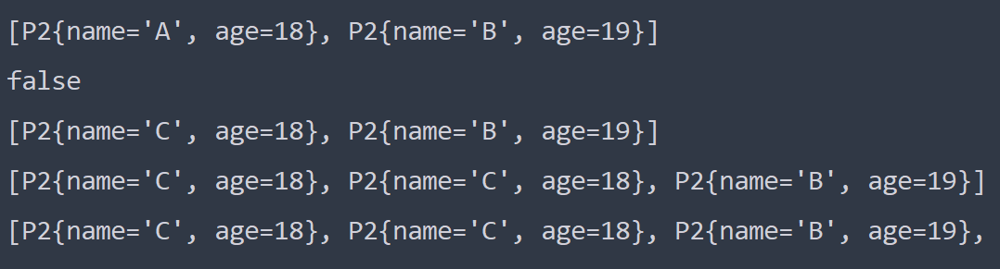 [P2{name='A', age=18}, P2{name='B', age=19}]
false
[P2{name='C', age=18}, P2{name='B', age=19}]
[P2{name='C', age=18}, P2{name='C', age=18}, P2{name='B', age=19}]
[P2{name='C', age=18}, P2{name='C', age=18}, P2{name='B', age=19},